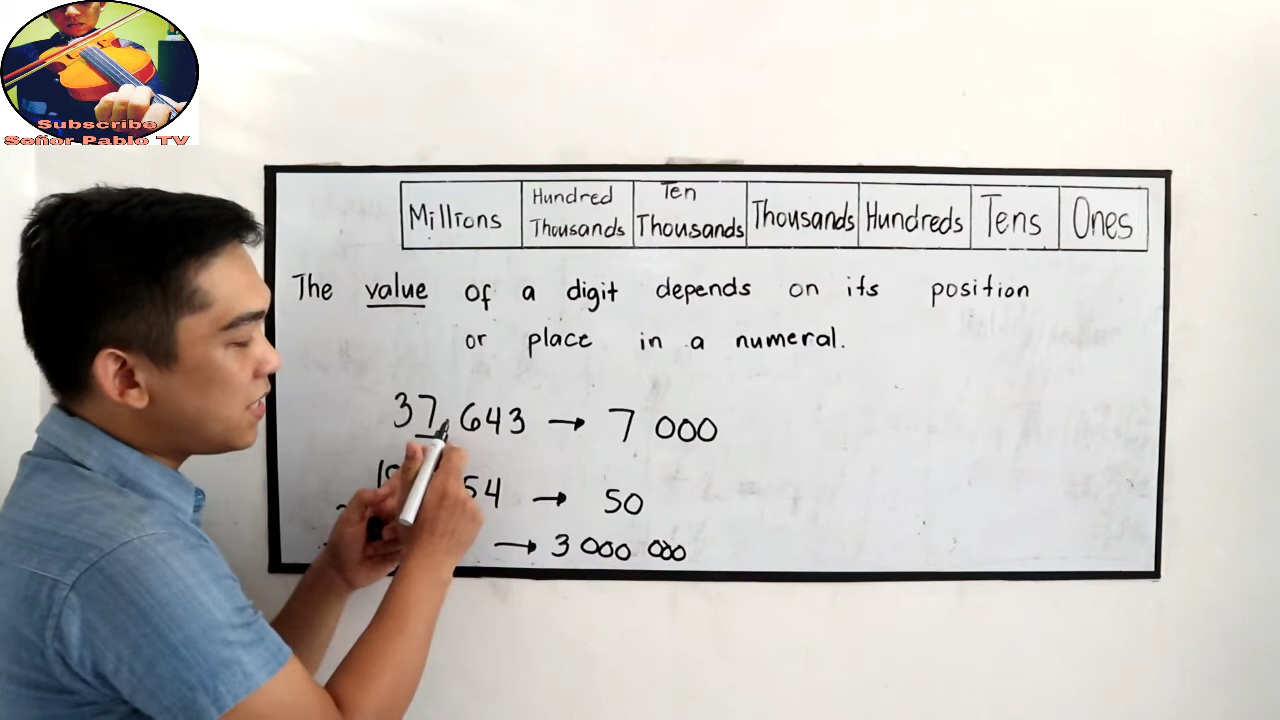 Subscribe
Señor Pablo TV
Millions
Hundred
Thousands
Ten
Thousands
Thousands
Hundreds
Tens
Ones
The value of a digit depends on its position
or place in a numeral.
37,643 → 7 000
54 → 50
→ 3 000 000